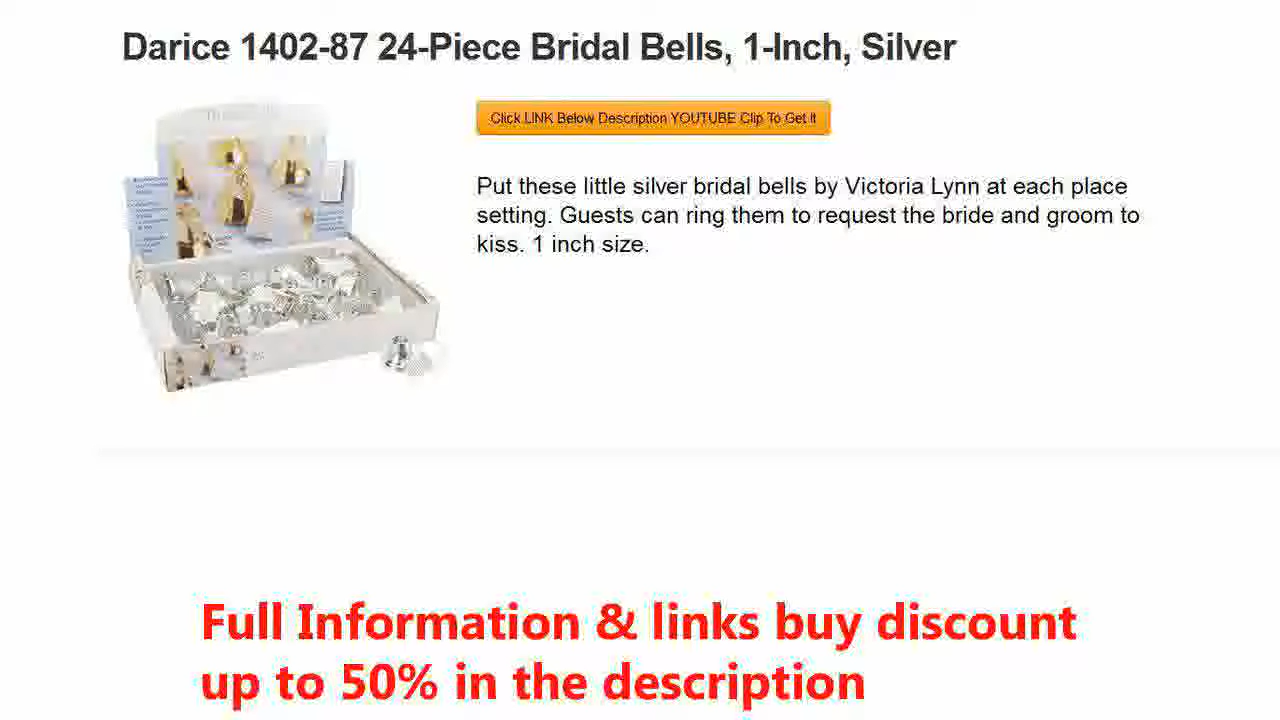 Darice 1402-87 24-Piece Bridal Bells, 1-Inch, Silver
Click LINK Below Description YOUTUBE Clip To Get It
Put these little silver bridal bells by Victoria Lynn at each place
setting. Guests can ring them to request the bride and groom to
kiss. 1 inch size.
Full Information & links buy discount
up to 50% in the description